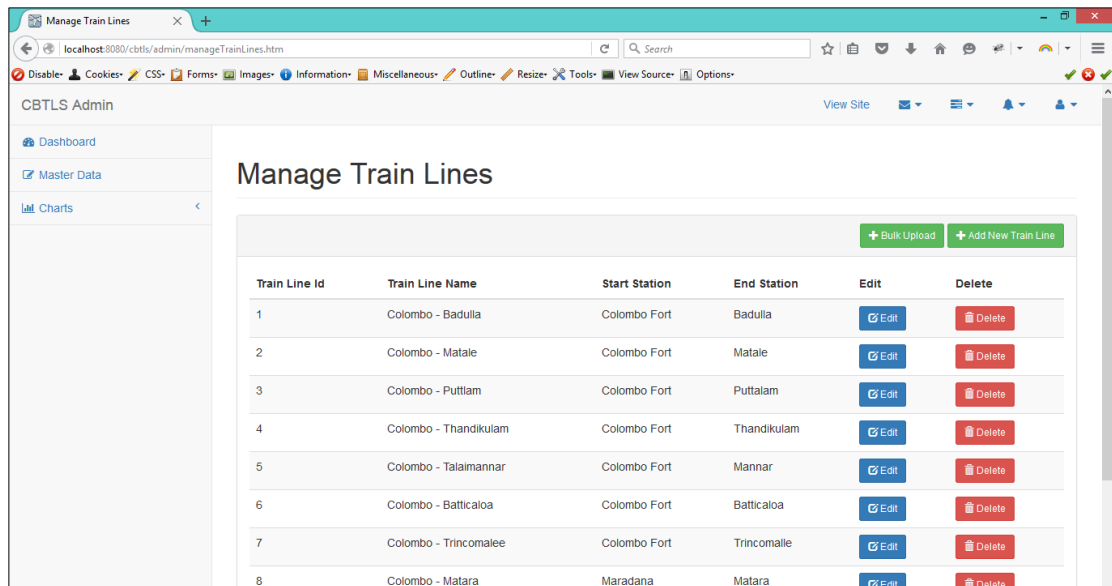 Manage Train Lines
localhost:8080/cbtls/admin/manageTrainLines.htm
Search
Disable Cookies CSS Forms Images Information Miscellaneous Outline Resize Tools View Source Options
CBTLS Admin
View Site
Dashboard
Master Data
Charts
Manage Train Lines
Bulk Upload Add New Train Line
Train Line Id Train Line Name Start Station End Station Edit Delete
1 Colombo - Badulla Colombo Fort Badulla Edit Delete
2 Colombo - Matale Colombo Fort Matale Edit Delete
3 Colombo - Puttlam Colombo Fort Puttalam Edit Delete
4 Colombo - Thandikulam Colombo Fort Thandikulam Edit Delete
5 Colombo - Talaimannar Colombo Fort Mannar Edit Delete
6 Colombo - Batticaloa Colombo Fort Batticaloa Edit Delete
7 Colombo - Trincomalee Colombo Fort Trincomalle Edit Delete
8 Colombo - Matara Maradana Matara Edit Delete